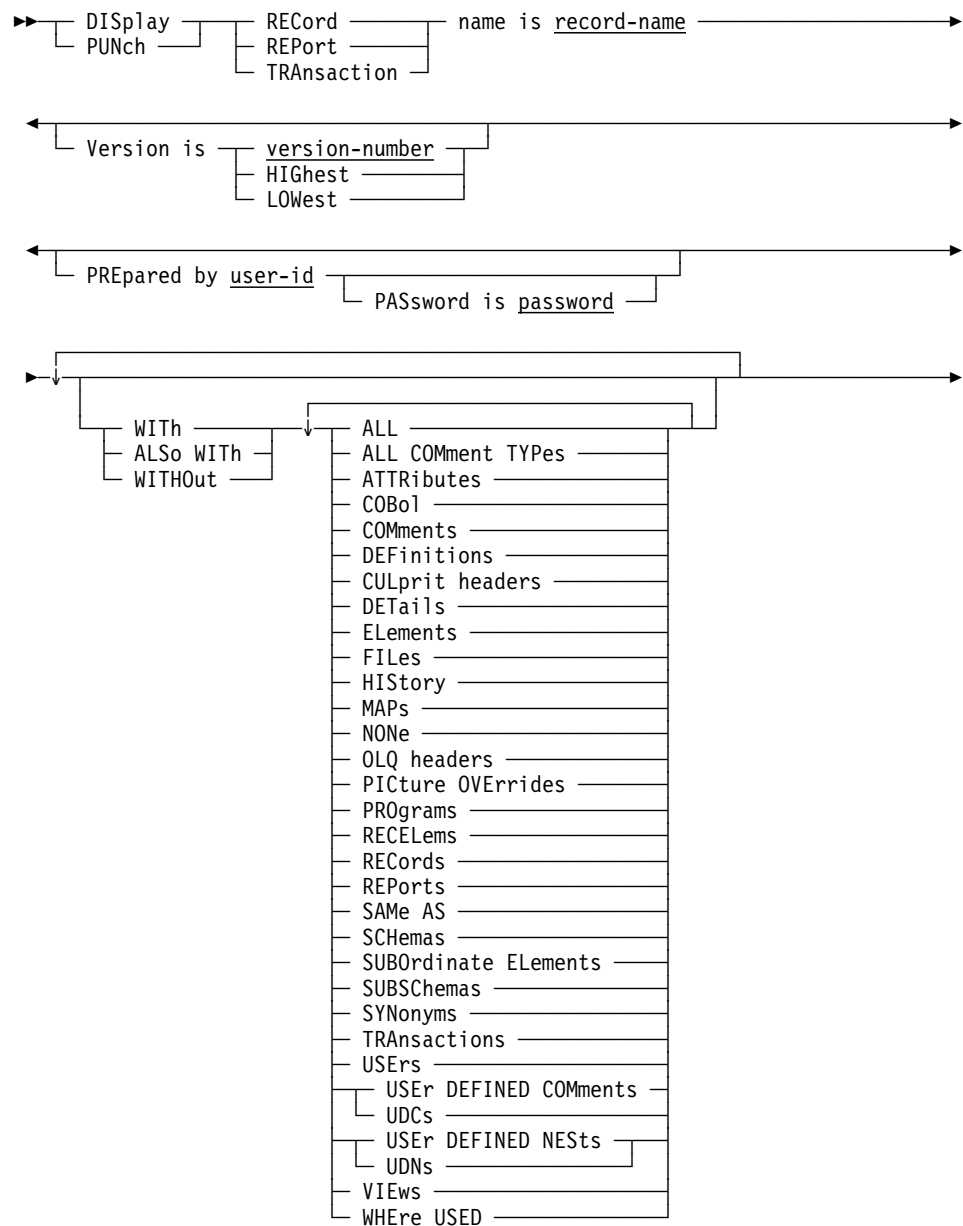 DISplay RECord name is record-name
PUNch REPort
TRAnsaction
Version is version-number
HIGhest
LOWest
PREpared by user-id
PASsword is password
WITh ALL
ALSo WITh ALL COMment TYPes
WITHOut ATTRibutes
COBol
COMments
DEFinitions
CULprit headers
DETails
ELements
FILes
HIStory
MAPs
NONe
OLQ headers
PICture OVErrides
PROgrams
RECELems
RECords
REPorts
SAMe AS
SCHemas
SUBOrdinate ELements
SUBSChemas
SYNonyms
TRAnsactions
USErs
USEr DEFINED COMments
UDCs
USEr DEFINED NESts
UDNs
VIEws
WHEre USED